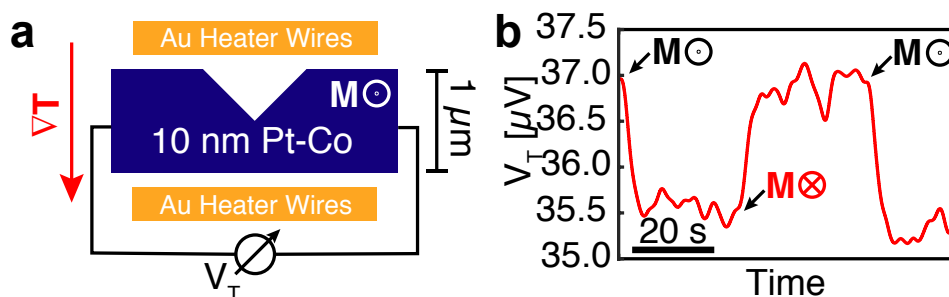 a
Au Heater Wires
∇T
M⊙
1 μm
10 nm Pt-Co
Au Heater Wires
V_T
b
37.5
37.0
36.5
36.0
35.5
35.0
V_T [μV]
M⊙
M⊙
M⊗
20 s
Time